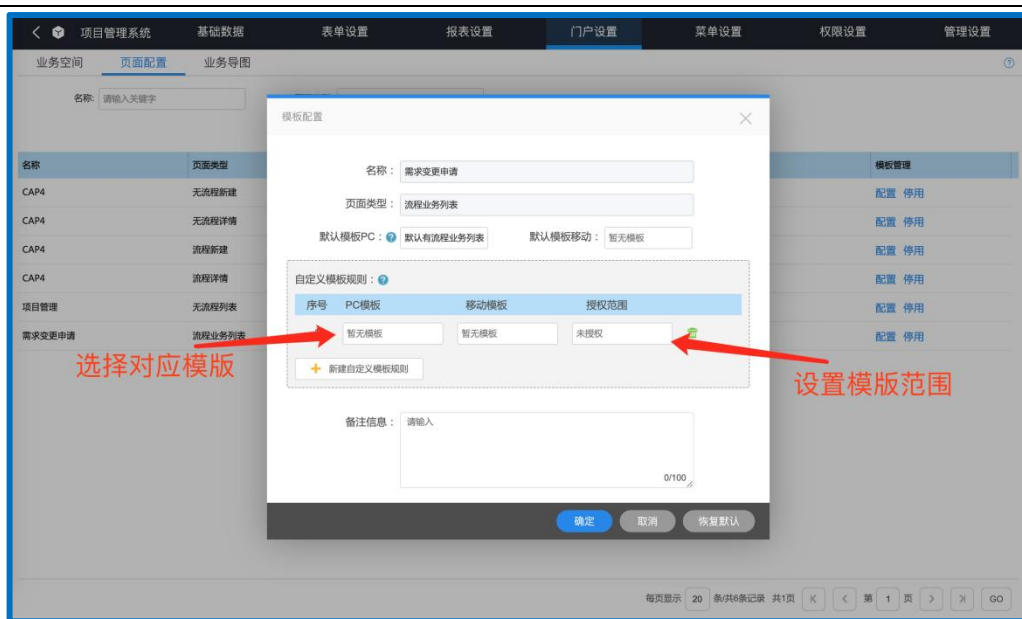 项目管理系统 基础数据 表单设置 报表设置 门户设置 菜单设置 权限设置 管理设置
业务空间 页面配置 业务导图
名称: 请输入关键字
模板配置
名称 页面类型 模板管理
名称： 需求变更申请
CAP4 无流程新建 配置 停用
页面类型： 流程业务列表
CAP4 无流程详情 配置 停用
默认模板PC： 默认有流程业务列表 默认模板移动： 暂无模板
CAP4 流程新建 配置 停用
自定义模板规则：
CAP4 流程详情 配置 停用
序号 PC模板 移动模板 授权范围
项目管理 无流程列表 配置 停用
需求变更申请 流程业务列表 暂无模板 暂无模板 未授权 配置 停用
选择对应模版
新建自定义模板规则
设置模版范围
备注信息： 请输入
0/100
确定 取消 恢复默认
每页显示 20 条/共6条记录 共1页 第 1 页 GO